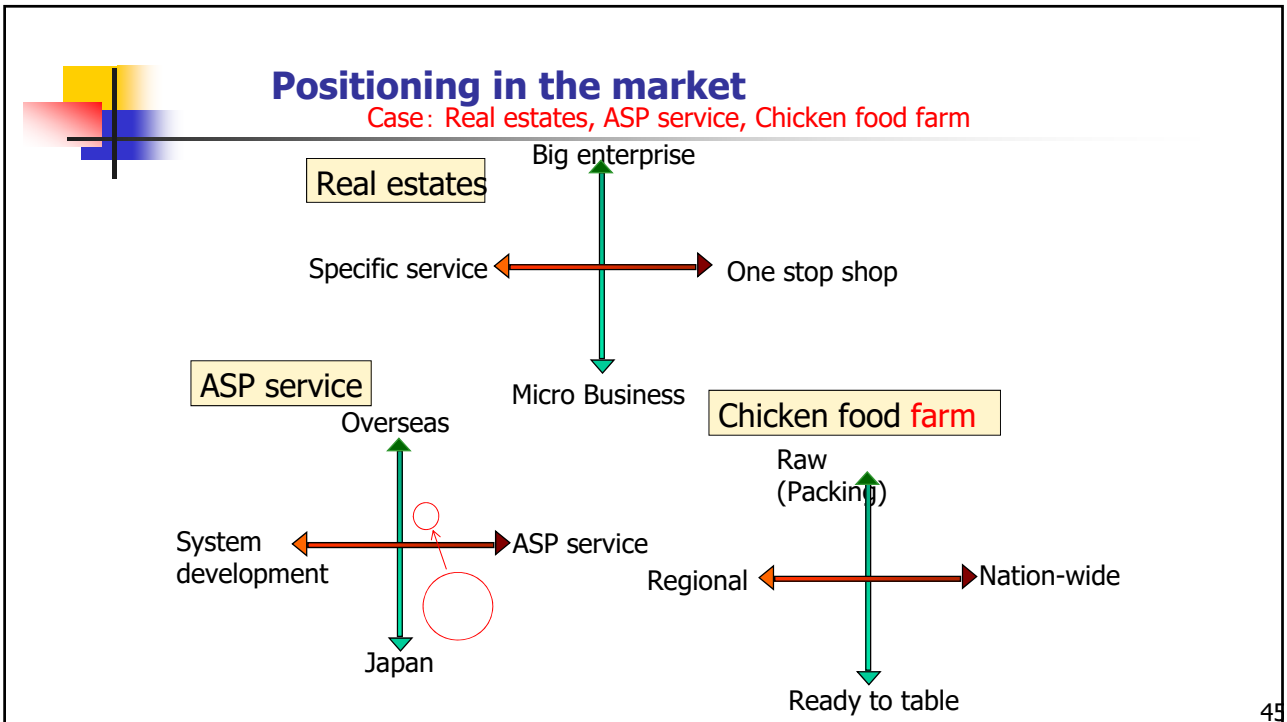 Positioning in the market
Case: Real estates, ASP service, Chicken food farm
Big enterprise
Real estates
Specific service
One stop shop
Micro Business
ASP service
Overseas
System
development
ASP service
Japan
Chicken food farm
Raw
(Packing)
Regional
Nation-wide
Ready to table
45